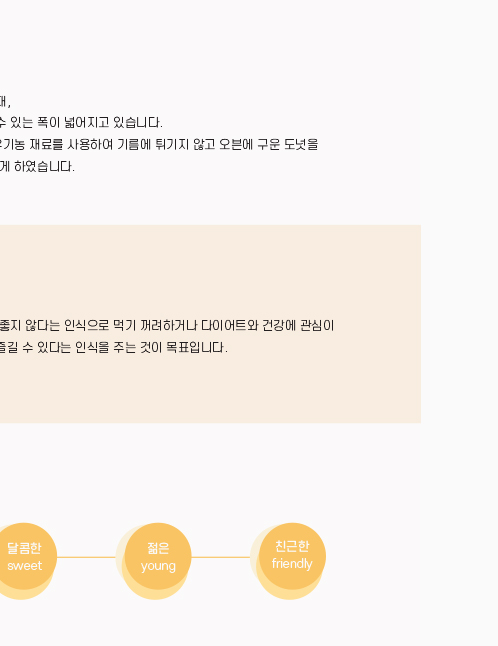 수 있는 폭이 넓어지고 있습니다.
유기농 재료를 사용하여 기름에 튀기지 않고 오븐에 구운 도넛을
게 하였습니다.
좋지 않다는 인식으로 먹기 꺼려하거나 다이어트와 건강에 관심이
즐길 수 있다는 인식을 주는 것이 목표입니다.
달콤한 젊은 친근한
sweet young friendly